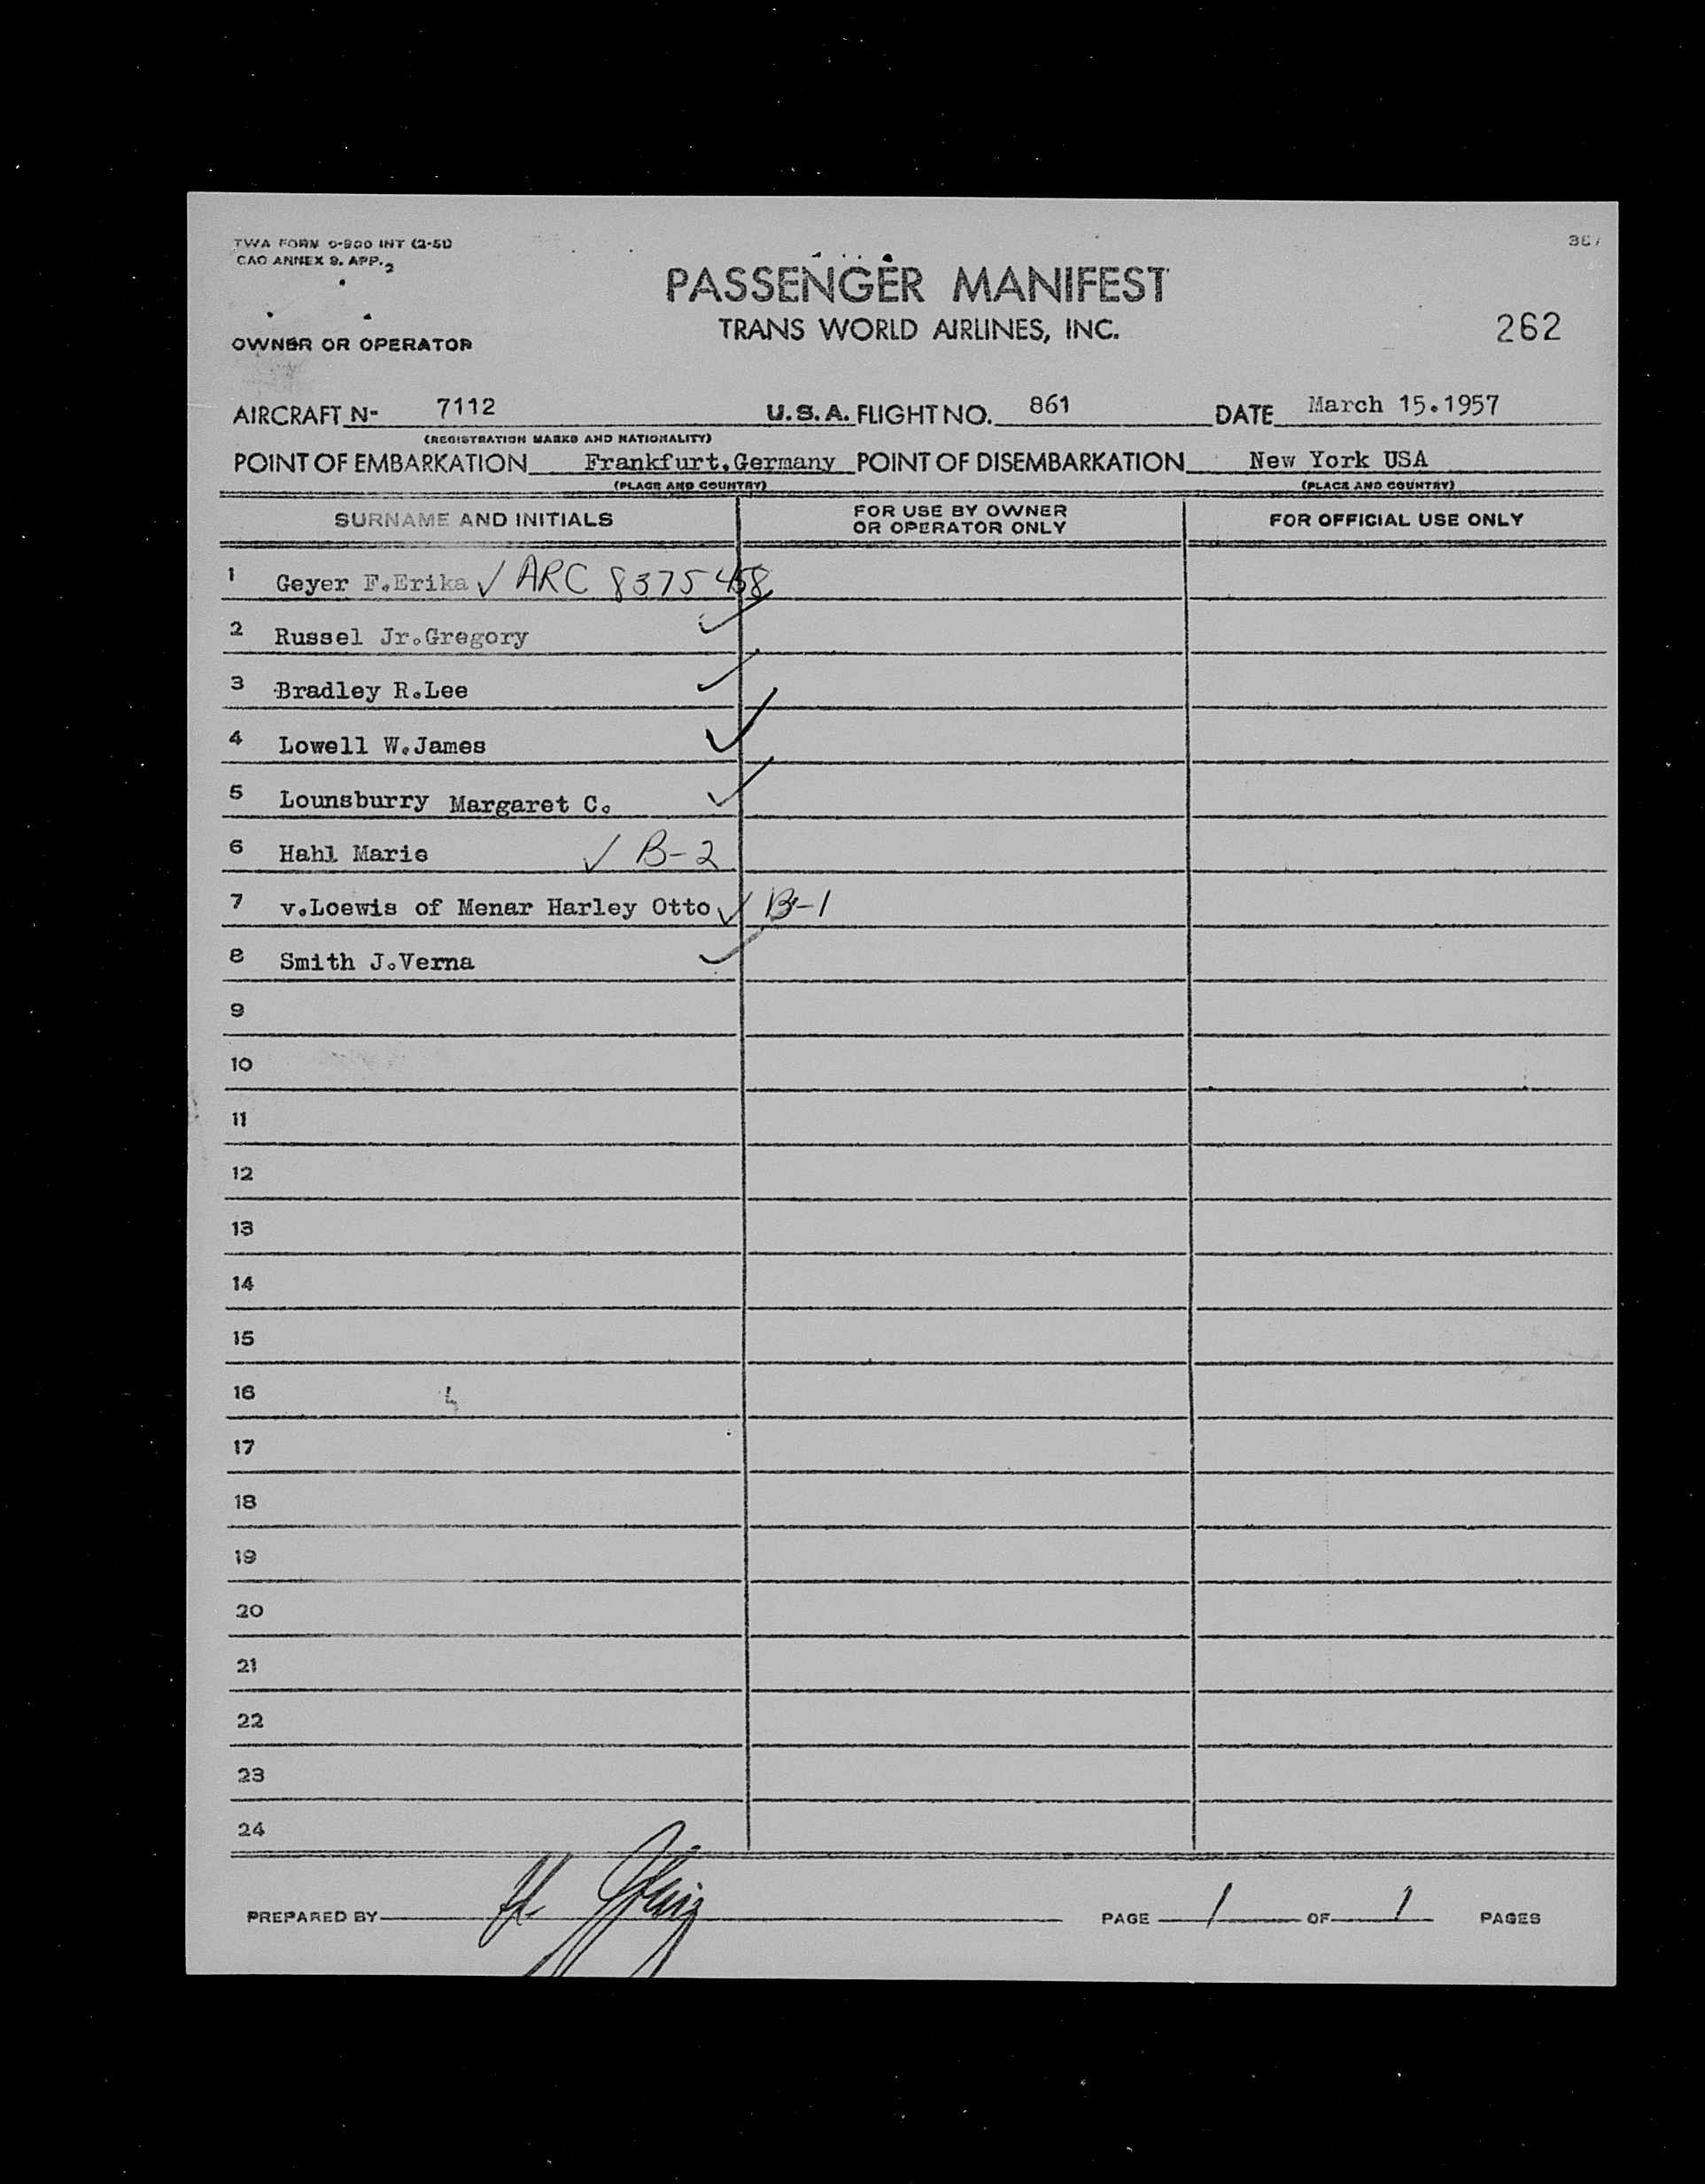 TWA FORM 0-900 INT (2-51)
CAO ANNEX 9. APP. 2
PASSENGER MANIFEST
TRANS WORLD AIRLINES, INC.
262
OWNER OR OPERATOR
AIRCRAFT N- 7112 U.S.A. FLIGHT NO. 861 DATE March 15.1957
(REGISTRATION MARKS AND NATIONALITY)
POINT OF EMBARKATION Frankfurt.Germany POINT OF DISEMBARKATION New York USA
(PLACE AND COUNTRY) (PLACE AND COUNTRY)
SURNAME AND INITIALS FOR USE BY OWNER OR OPERATOR ONLY FOR OFFICIAL USE ONLY
1 Geyer F.Erika ✓ ARC 8375458
2 Russel Jr.Gregory ✓
3 Bradley R.Lee ✓
4 Lowell W.James ✓
5 Lounsburry Margaret C. ✓
6 Hahl Marie ✓ B-2
7 v.Loewis of Menar Harley Otto ✓ B-1
8 Smith J.Verna ✓
9
10
11
12
13
14
15
16
17
18
19
20
21
22
23
24
PREPARED BY PAGE 1 OF 1 PAGES